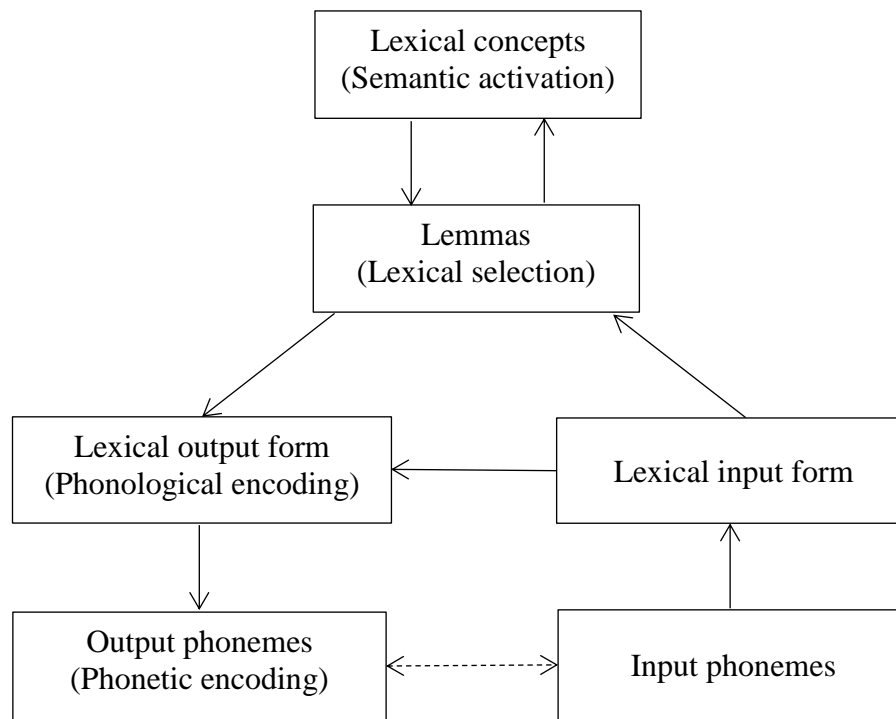 Lexical concepts
(Semantic activation)
Lemmas
(Lexical selection)
Lexical output form
(Phonological encoding)
Lexical input form
Output phonemes
(Phonetic encoding)
Input phonemes